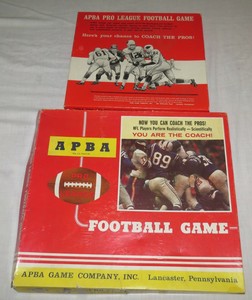 APBA PRO LEAGUE FOOTBALL GAME
Here's your chance to COACH THE PROS!
NOW YOU CAN COACH THE PROS!
NFL Players Perform Realistically — Scientifically
YOU ARE THE COACH!
APBA
89
FOOTBALL GAME
APBA GAME COMPANY, INC. Lancaster, Pennsylvania